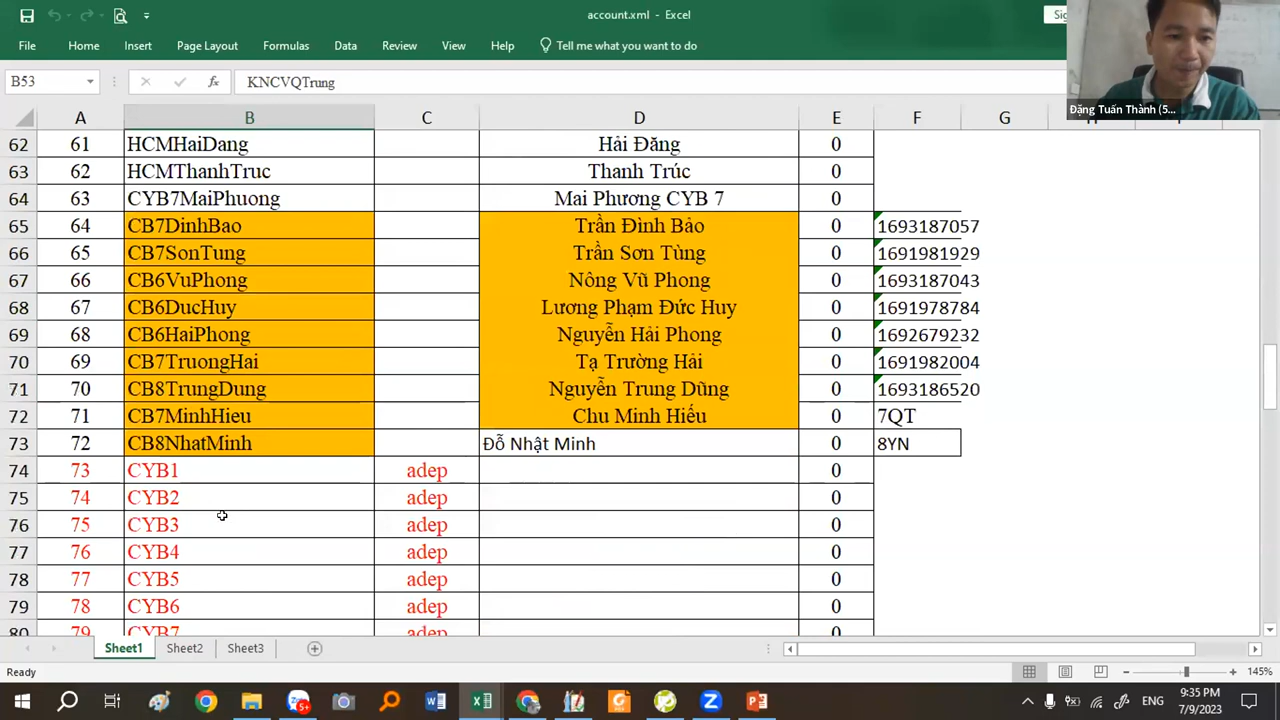 account.xml - Excel
Sig
File Home Insert Page Layout Formulas Data Review View Help Tell me what you want to do
B53 fx KNCVQTrung
Đặng Tuấn Thành (5...
A B C D E F G
62 61 HCMHaiDang Hải Đăng 0
63 62 HCMThanhTruc Thanh Trúc 0
64 63 CYB7MaiPhuong Mai Phương CYB 7 0
65 64 CB7DinhBao Trần Đình Bảo 0 1693187057
66 65 CB7SonTung Trần Sơn Tùng 0 1691981929
67 66 CB6VuPhong Nông Vũ Phong 0 1693187043
68 67 CB6DucHuy Lương Phạm Đức Huy 0 1691978784
69 68 CB6HaiPhong Nguyễn Hải Phong 0 1692679232
70 69 CB7TruongHai Tạ Trường Hải 0 1691982004
71 70 CB8TrungDung Nguyễn Trung Dũng 0 1693186520
72 71 CB7MinhHieu Chu Minh Hiếu 0 7QT
73 72 CB8NhatMinh Đỗ Nhật Minh 0 8YN
74 73 CYB1 adep 0
75 74 CYB2 adep 0
76 75 CYB3 adep 0
77 76 CYB4 adep 0
78 77 CYB5 adep 0
79 78 CYB6 adep 0
80 79 CYB7 adep 0
Sheet1 Sheet2 Sheet3
Ready 145%
5+ ENG 9:35 PM
7/9/2023